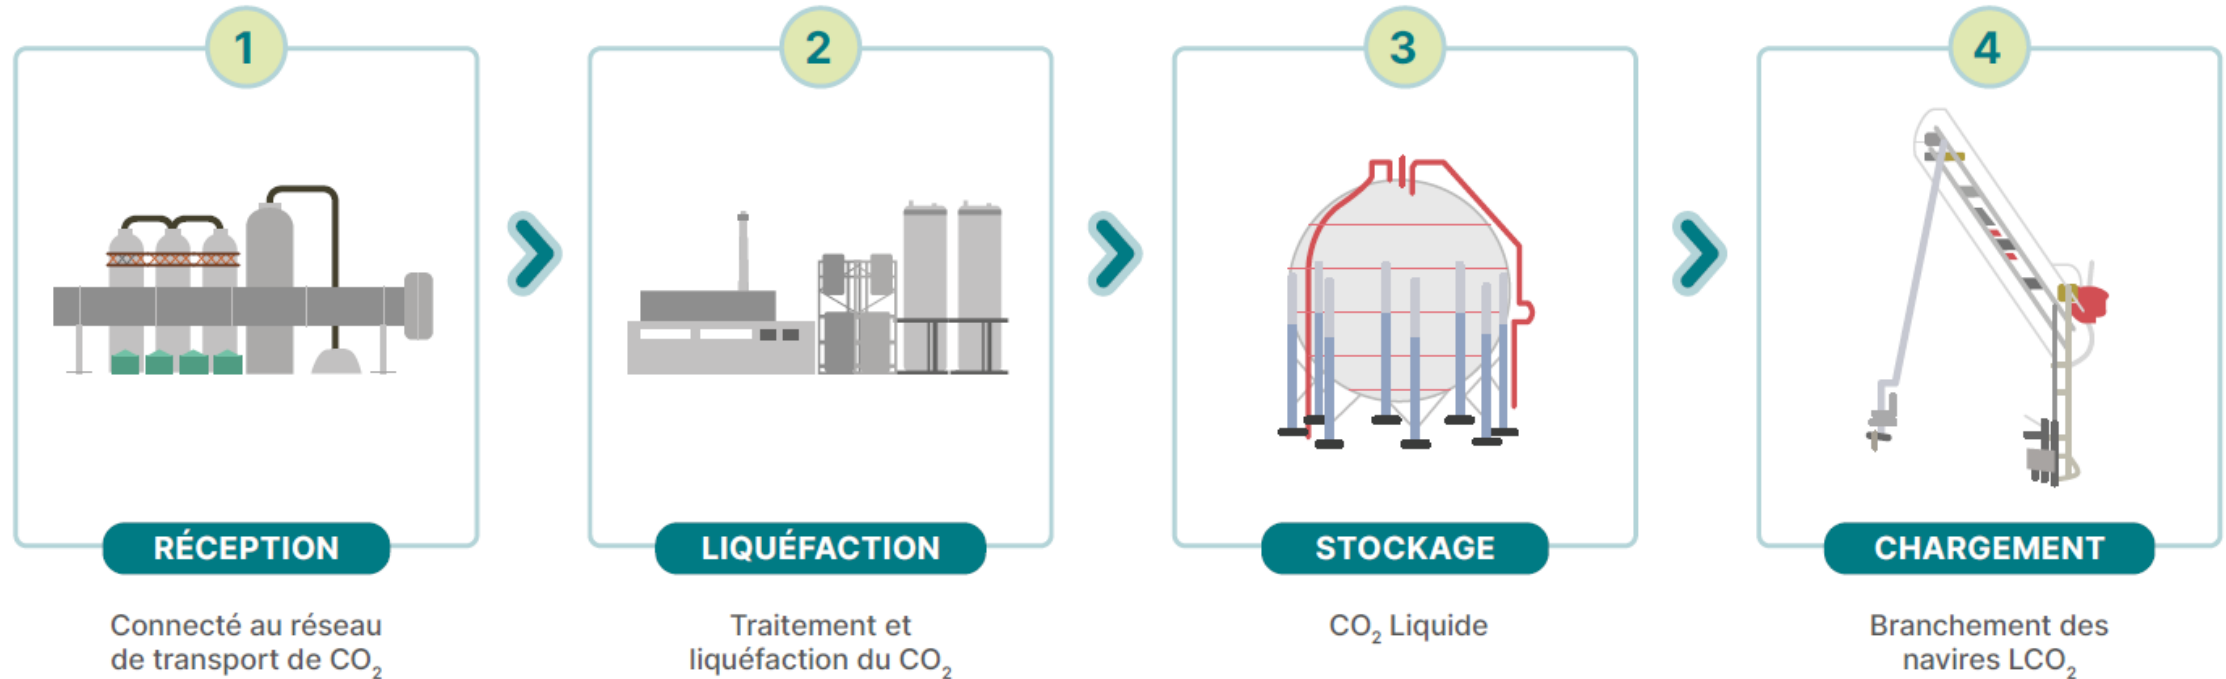 1
RÉCEPTION
Connecté au réseau
de transport de CO₂
2
LIQUÉFACTION
Traitement et
liquéfaction du CO₂
3
STOCKAGE
CO₂ Liquide
4
CHARGEMENT
Branchement des
navires LCO₂